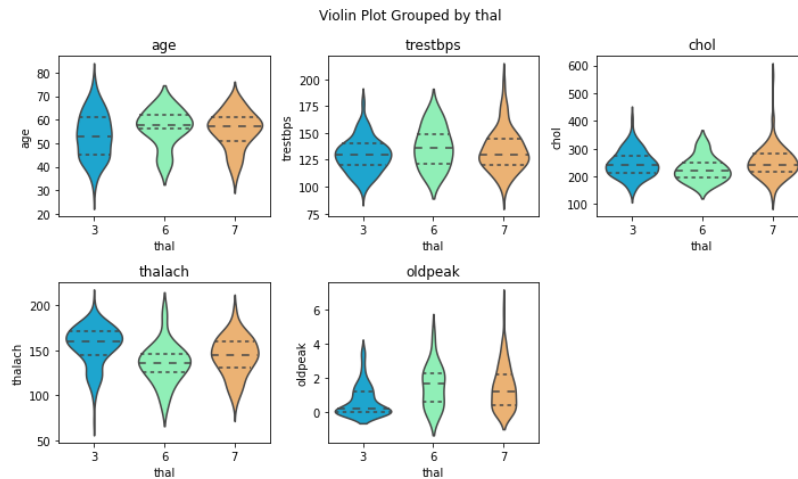 Violin Plot Grouped by thal
age
80
70
60
50
40
30
20
age
3 6 7
thal
trestbps
200
175
150
125
100
75
trestbps
3 6 7
thal
chol
600
500
400
300
200
100
chol
3 6 7
thal
thalach
200
150
100
50
thalach
3 6 7
thal
oldpeak
6
4
2
0
oldpeak
3 6 7
thal